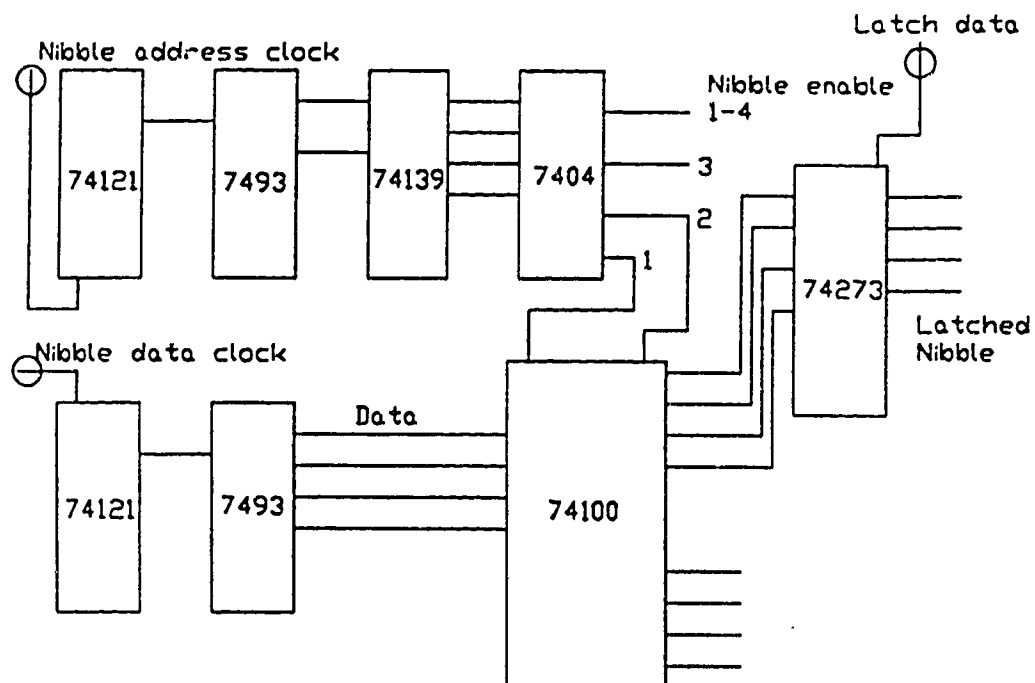 Latch data
Nibble address clock
Nibble enable
1-4
74121
7493
74139
7404
3
2
1
74273
Latched
Nibble
Nibble data clock
Data
74121
7493
74100